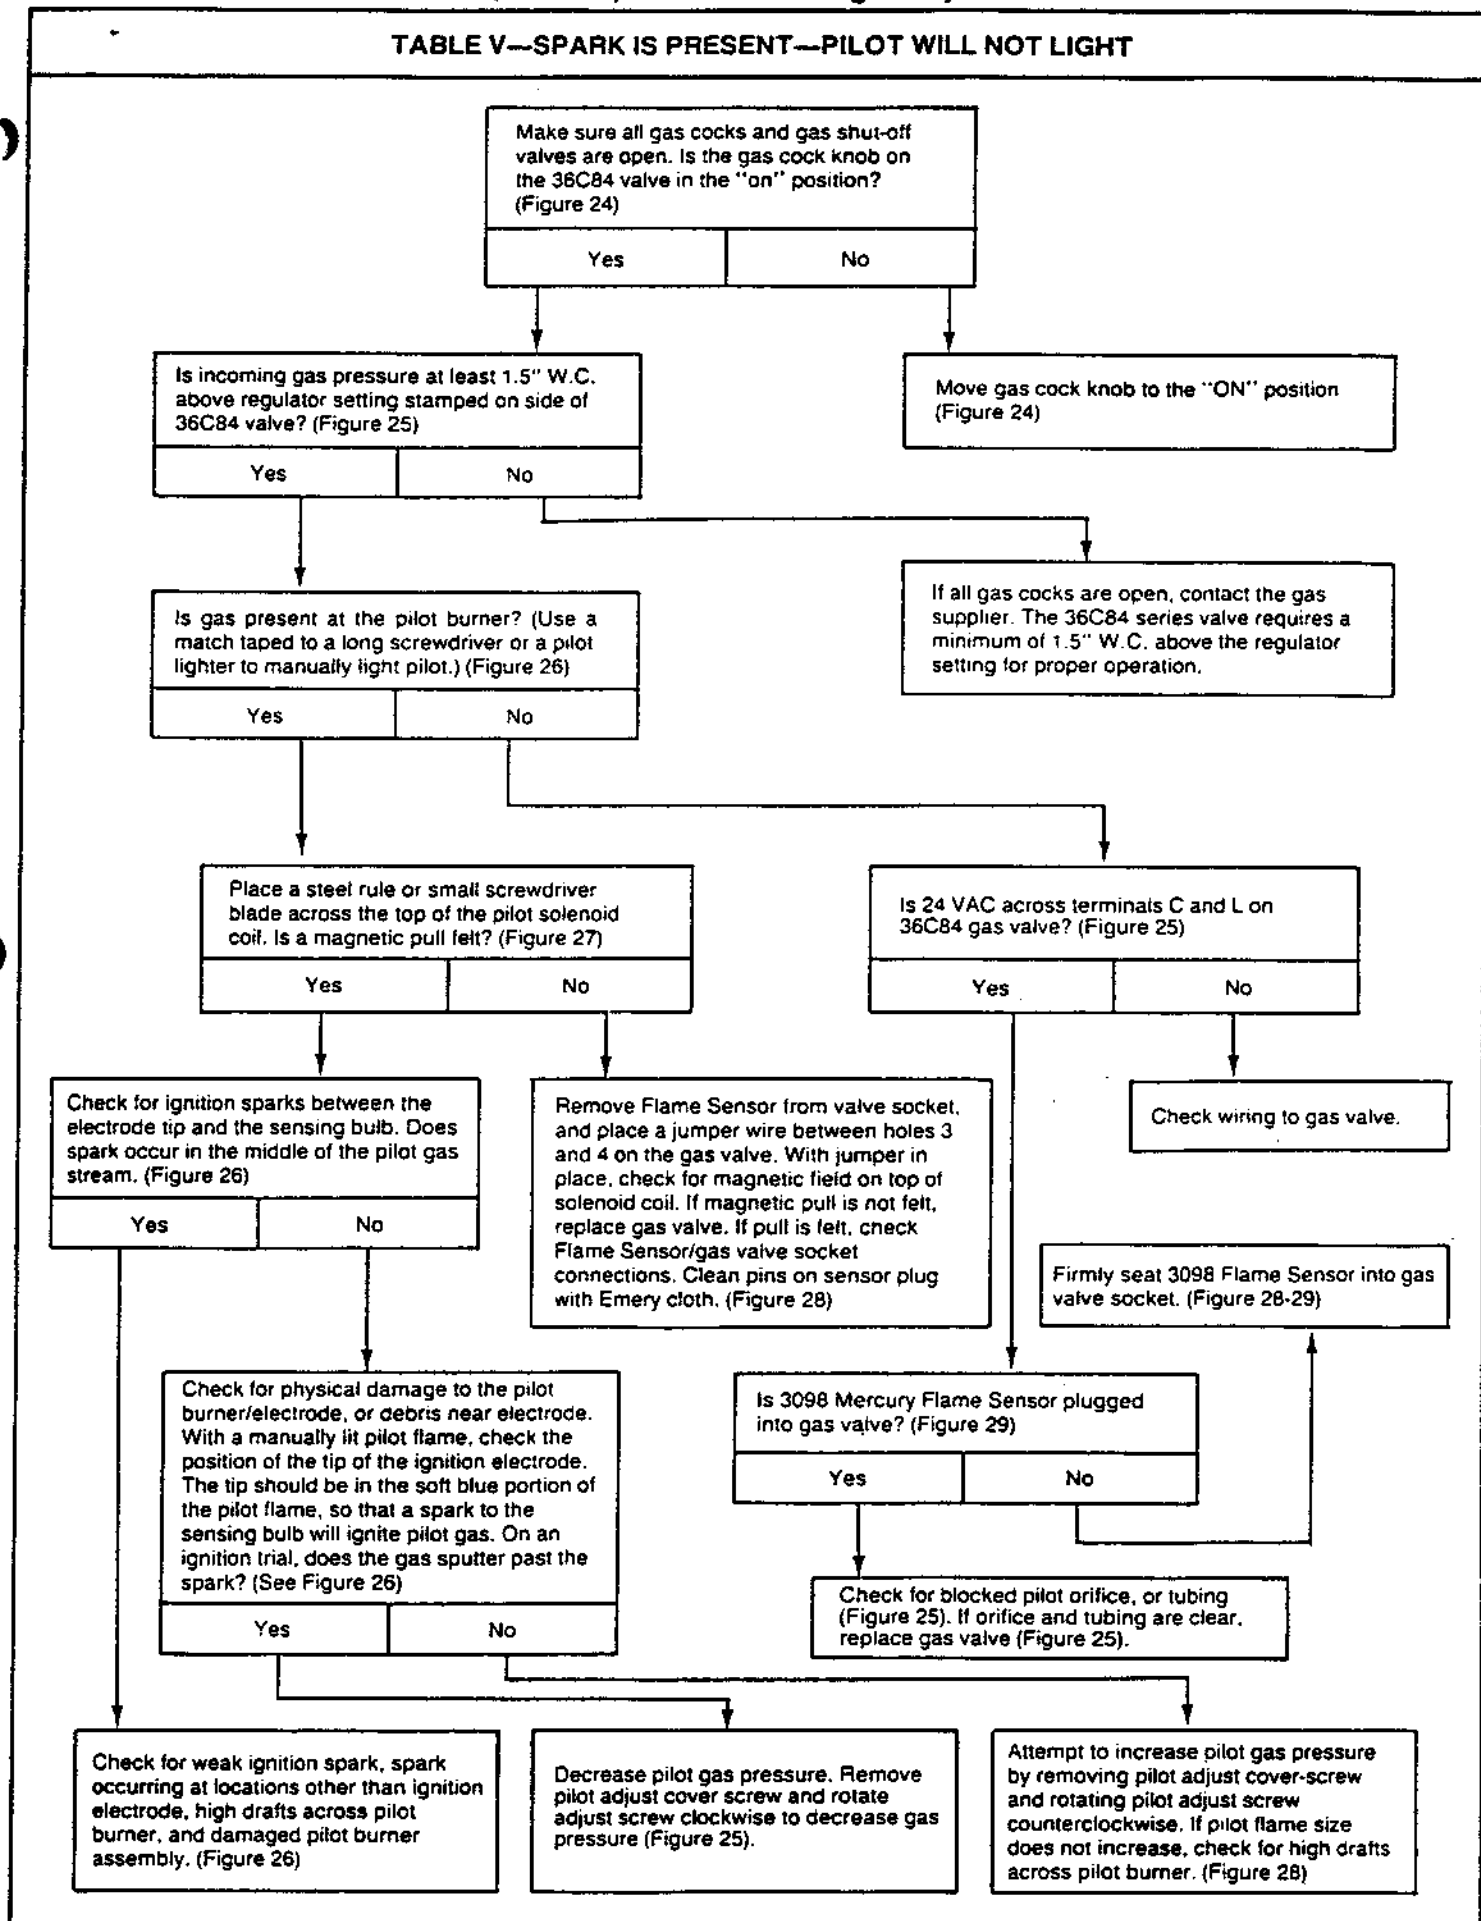 TABLE V—SPARK IS PRESENT—PILOT WILL NOT LIGHT
Make sure all gas cocks and gas shut-off
valves are open. Is the gas cock knob on
the 36C84 valve in the "on" position?
(Figure 24)
Yes
No
Is incoming gas pressure at least 1.5" W.C.
above regulator setting stamped on side of
36C84 valve? (Figure 25)
Yes
No
Move gas cock knob to the "ON" position
(Figure 24)
Is gas present at the pilot burner? (Use a
match taped to a long screwdriver or a pilot
lighter to manually light pilot.) (Figure 26)
Yes
No
If all gas cocks are open, contact the gas
supplier. The 36C84 series valve requires a
minimum of 1.5" W.C. above the regulator
setting for proper operation.
Place a steel rule or small screwdriver
blade across the top of the pilot solenoid
coil. Is a magnetic pull felt? (Figure 27)
Yes
No
Is 24 VAC across terminals C and L on
36C84 gas valve? (Figure 25)
Yes
No
Check for ignition sparks between the
electrode tip and the sensing bulb. Does
spark occur in the middle of the pilot gas
stream. (Figure 26)
Yes
No
Remove Flame Sensor from valve socket,
and place a jumper wire between holes 3
and 4 on the gas valve. With jumper in
place, check for magnetic field on top of
solenoid coil. If magnetic pull is not felt,
replace gas valve. If pull is felt, check
Flame Sensor/gas valve socket
connections. Clean pins on sensor plug
with Emery cloth. (Figure 28)
Check wiring to gas valve.
Firmly seat 3098 Flame Sensor into gas
valve socket. (Figure 28-29)
Check for physical damage to the pilot
burner/electrode, or debris near electrode.
With a manually lit pilot flame, check the
position of the tip of the ignition electrode.
The tip should be in the soft blue portion of
the pilot flame, so that a spark to the
sensing bulb will ignite pilot gas. On an
ignition trial, does the gas sputter past the
spark? (See Figure 26)
Yes
No
Is 3098 Mercury Flame Sensor plugged
into gas valve? (Figure 29)
Yes
No
Check for blocked pilot orifice, or tubing
(Figure 25). If orifice and tubing are clear,
replace gas valve (Figure 25).
Check for weak ignition spark, spark
occurring at locations other than ignition
electrode, high drafts across pilot
burner, and damaged pilot burner
assembly. (Figure 26)
Decrease pilot gas pressure. Remove
pilot adjust cover screw and rotate
adjust screw clockwise to decrease gas
pressure (Figure 25).
Attempt to increase pilot gas pressure
by removing pilot adjust cover-screw
and rotating pilot adjust screw
counterclockwise. If pilot flame size
does not increase, check for high drafts
across pilot burner. (Figure 28)